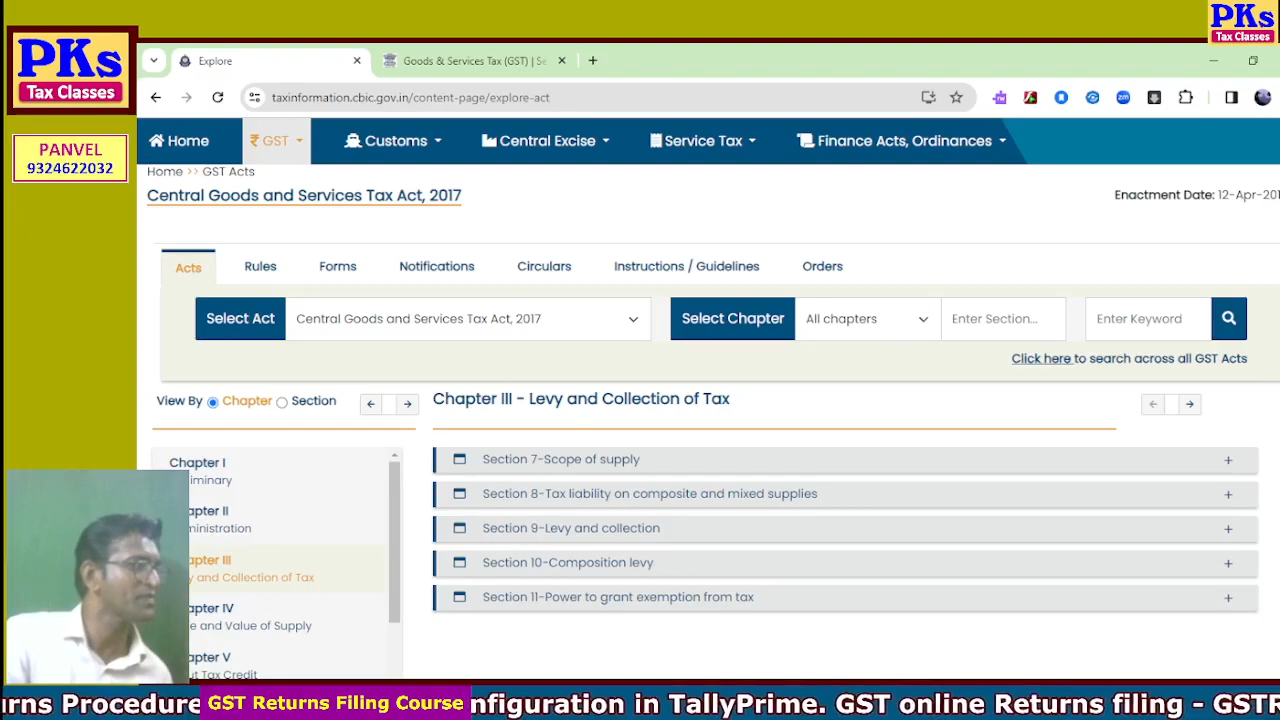 PKs
Tax Classes
PKs
Tax Classes
PANVEL
9324622032
Explore
Goods & Services Tax (GST) | Se
taxinformation.cbic.gov.in/content-page/explore-act
Home
₹ GST
Customs
Central Excise
Service Tax
Finance Acts, Ordinances
Home >> GST Acts
Central Goods and Services Tax Act, 2017
Enactment Date: 12-Apr-201
Acts
Rules
Forms
Notifications
Circulars
Instructions / Guidelines
Orders
Select Act
Central Goods and Services Tax Act, 2017
Select Chapter
All chapters
Enter Section...
Enter Keyword
Click here to search across all GST Acts
View By Chapter Section
Chapter III - Levy and Collection of Tax
Chapter I
iminary
apter II
ministration
apter III
y and Collection of Tax
apter IV
e and Value of Supply
apter V
ut Tax Credit
Section 7-Scope of supply
Section 8-Tax liability on composite and mixed supplies
Section 9-Levy and collection
Section 10-Composition levy
Section 11-Power to grant exemption from tax
urns Procedure
GST Returns Filing Course
nfiguration in TallyPrime. GST online Returns filing - GSTR